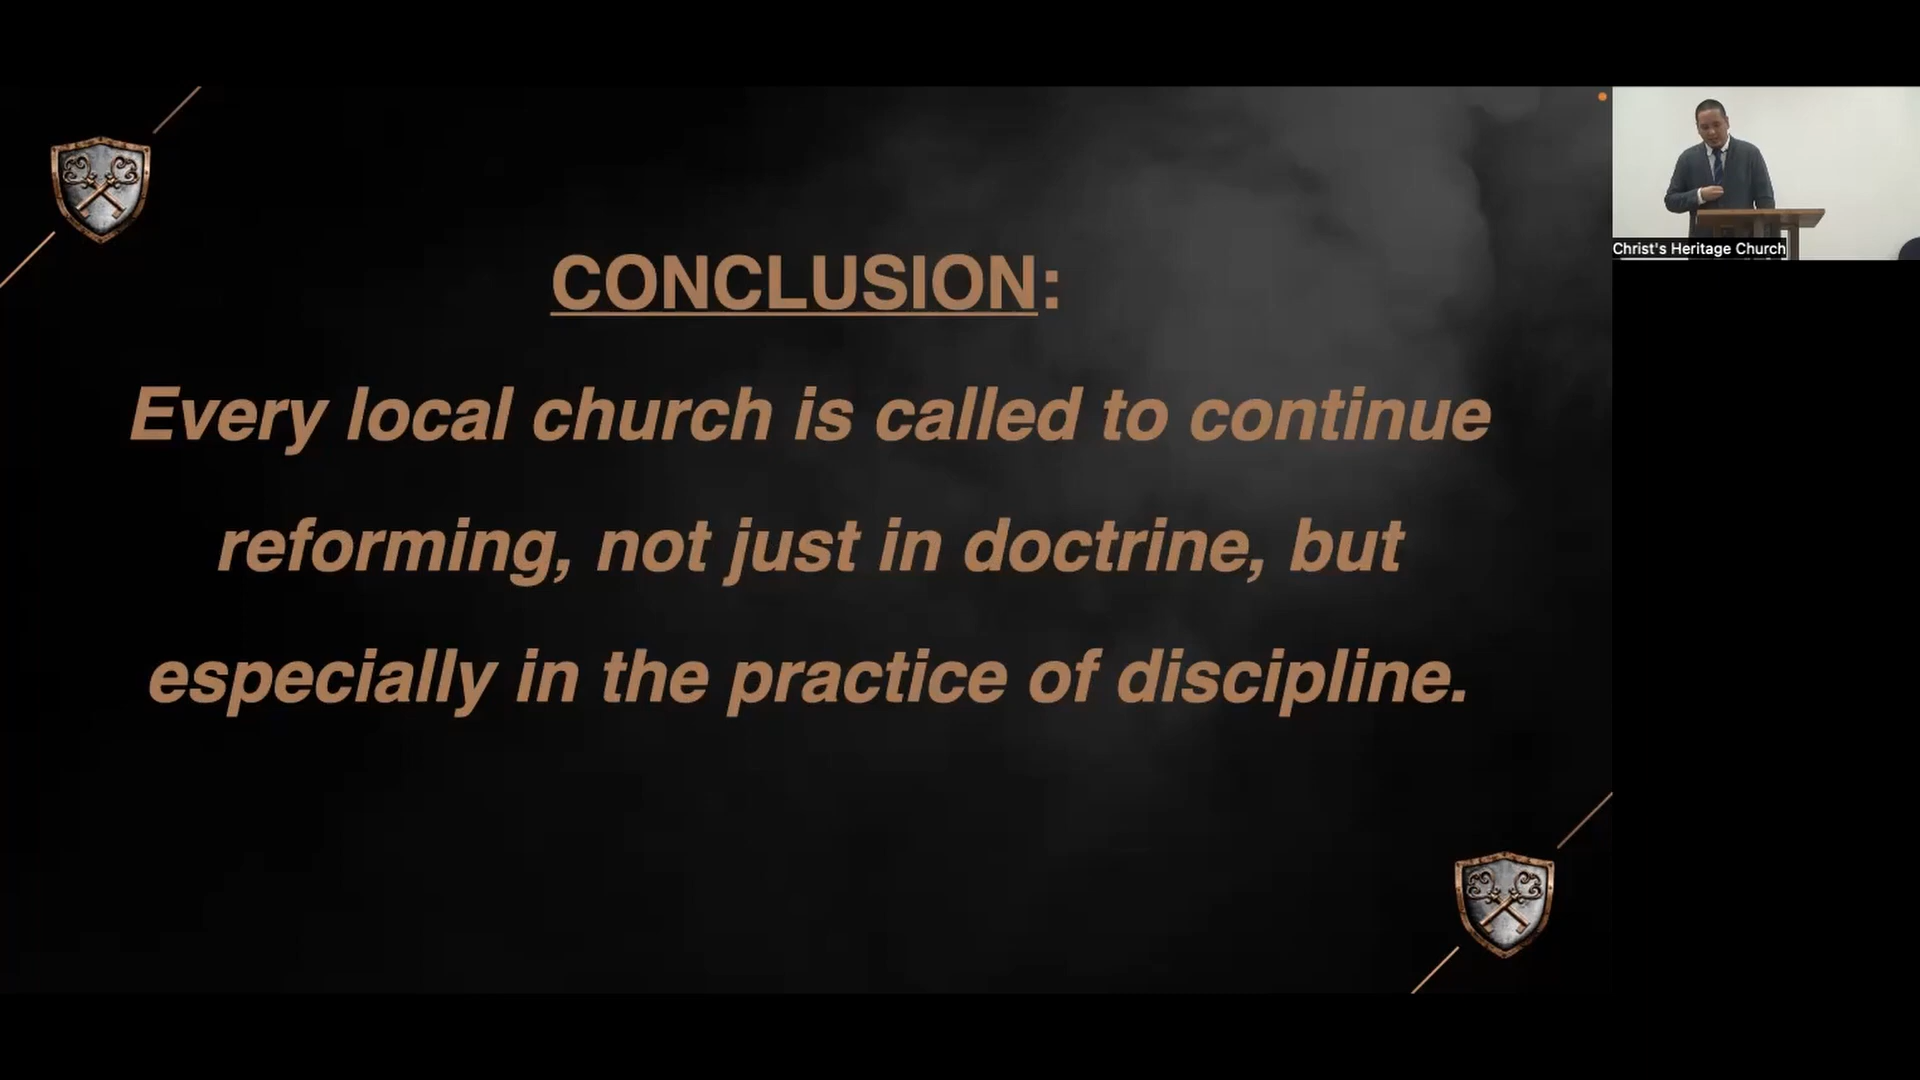 CONCLUSION:
Every local church is called to continue
reforming, not just in doctrine, but
especially in the practice of discipline.
Christ's Heritage Church